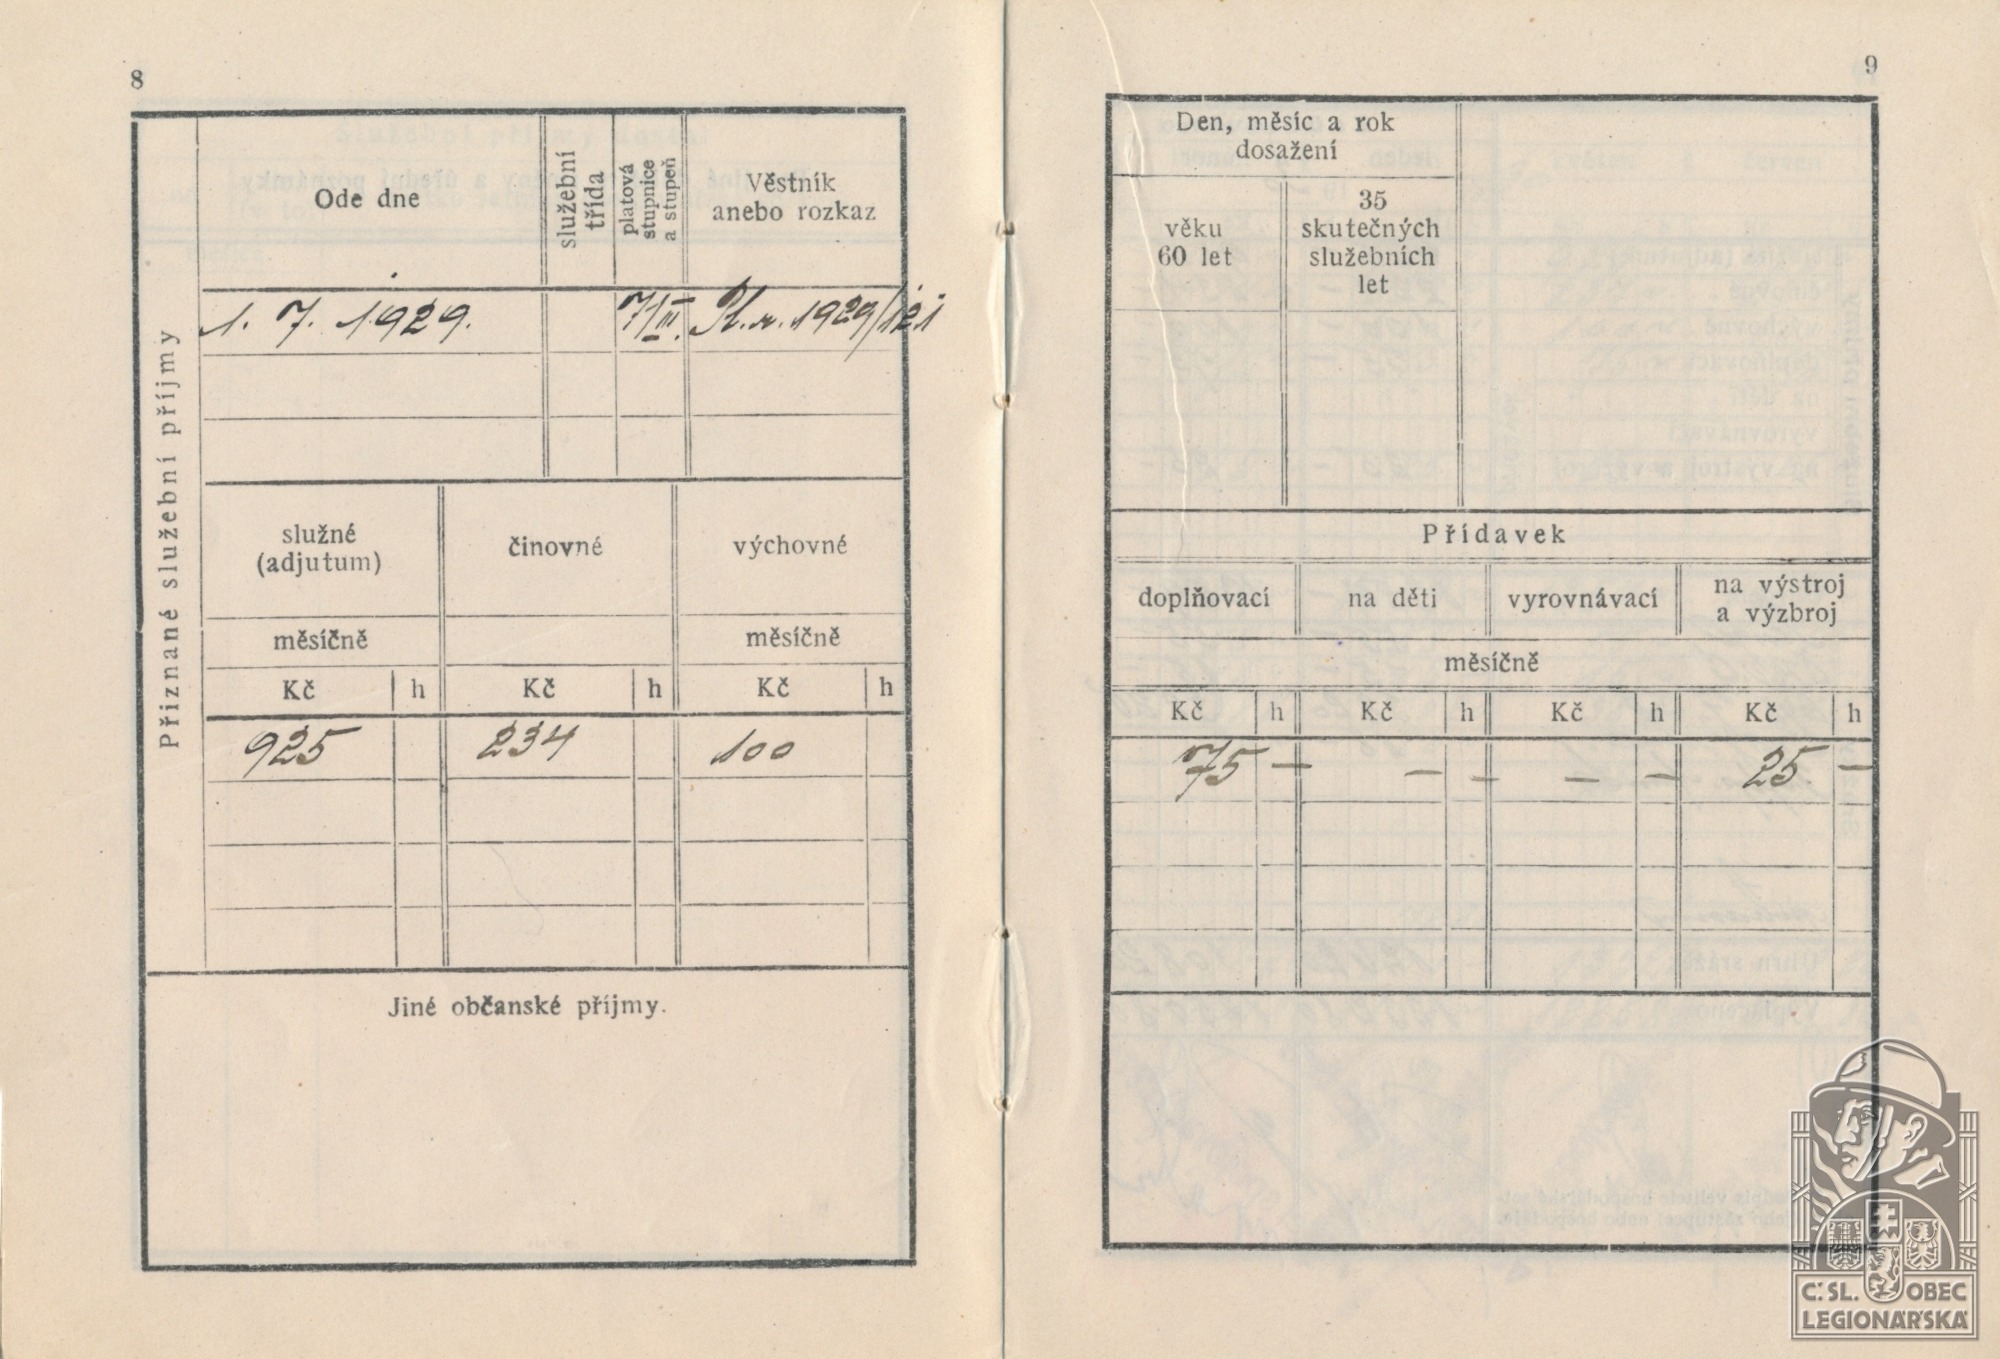 8
Přiznané služební příjmy
Ode dne
služební
třída
platová
stupnice
a stupeň
Věstník
anebo rozkaz
1. 7. 1929.
1929/121
služné
(adjutum)
činovné
výchovné
měsíčně
měsíčně
Kč h Kč h Kč h
925 234 100
Jiné občanské příjmy.
9
Den, měsíc a rok
dosažení
věku
60 let
35
skutečných
služebních
let
Přídavek
doplňovací
na děti
vyrovnávací
na výstroj
a výzbroj
měsíčně
Kč h Kč h Kč h Kč h
75 — — — — — 25 —
Č.SL. OBEC
LEGIONÁŘSKÁ